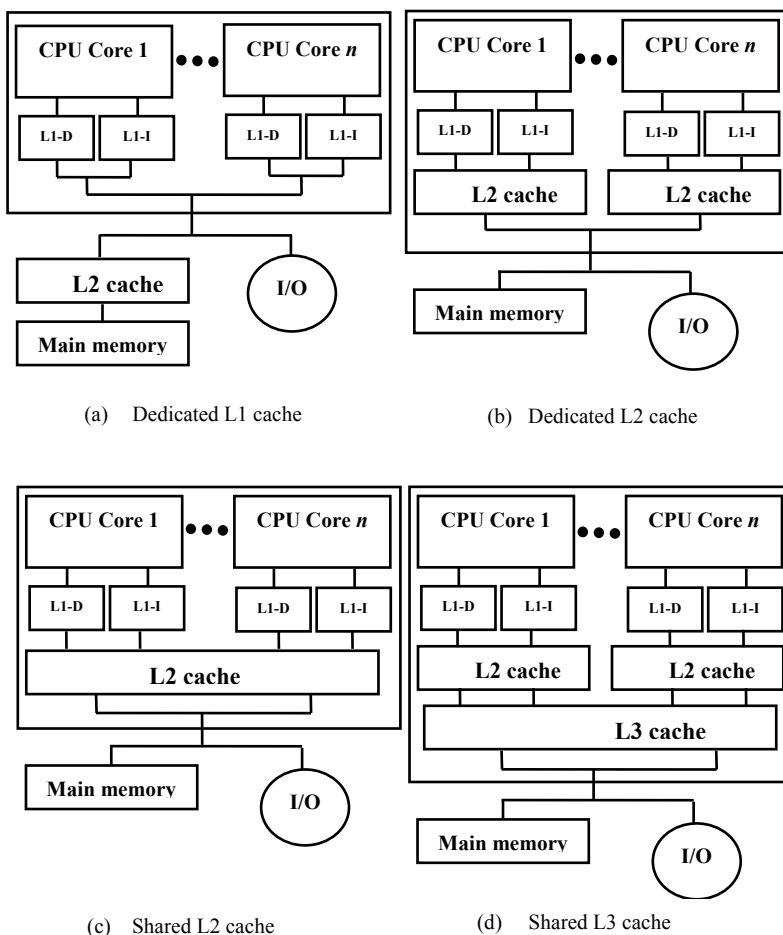 CPU Core 1
CPU Core n
L1-D
L1-I
L1-D
L1-I
L2 cache
I/O
Main memory
(a) Dedicated L1 cache
CPU Core 1
CPU Core n
L1-D
L1-I
L1-D
L1-I
L2 cache
L2 cache
Main memory
I/O
(b) Dedicated L2 cache
CPU Core 1
CPU Core n
L1-D
L1-I
L1-D
L1-I
L2 cache
Main memory
I/O
(c) Shared L2 cache
CPU Core 1
CPU Core n
L1-D
L1-I
L1-D
L1-I
L2 cache
L2 cache
L3 cache
Main memory
I/O
(d) Shared L3 cache